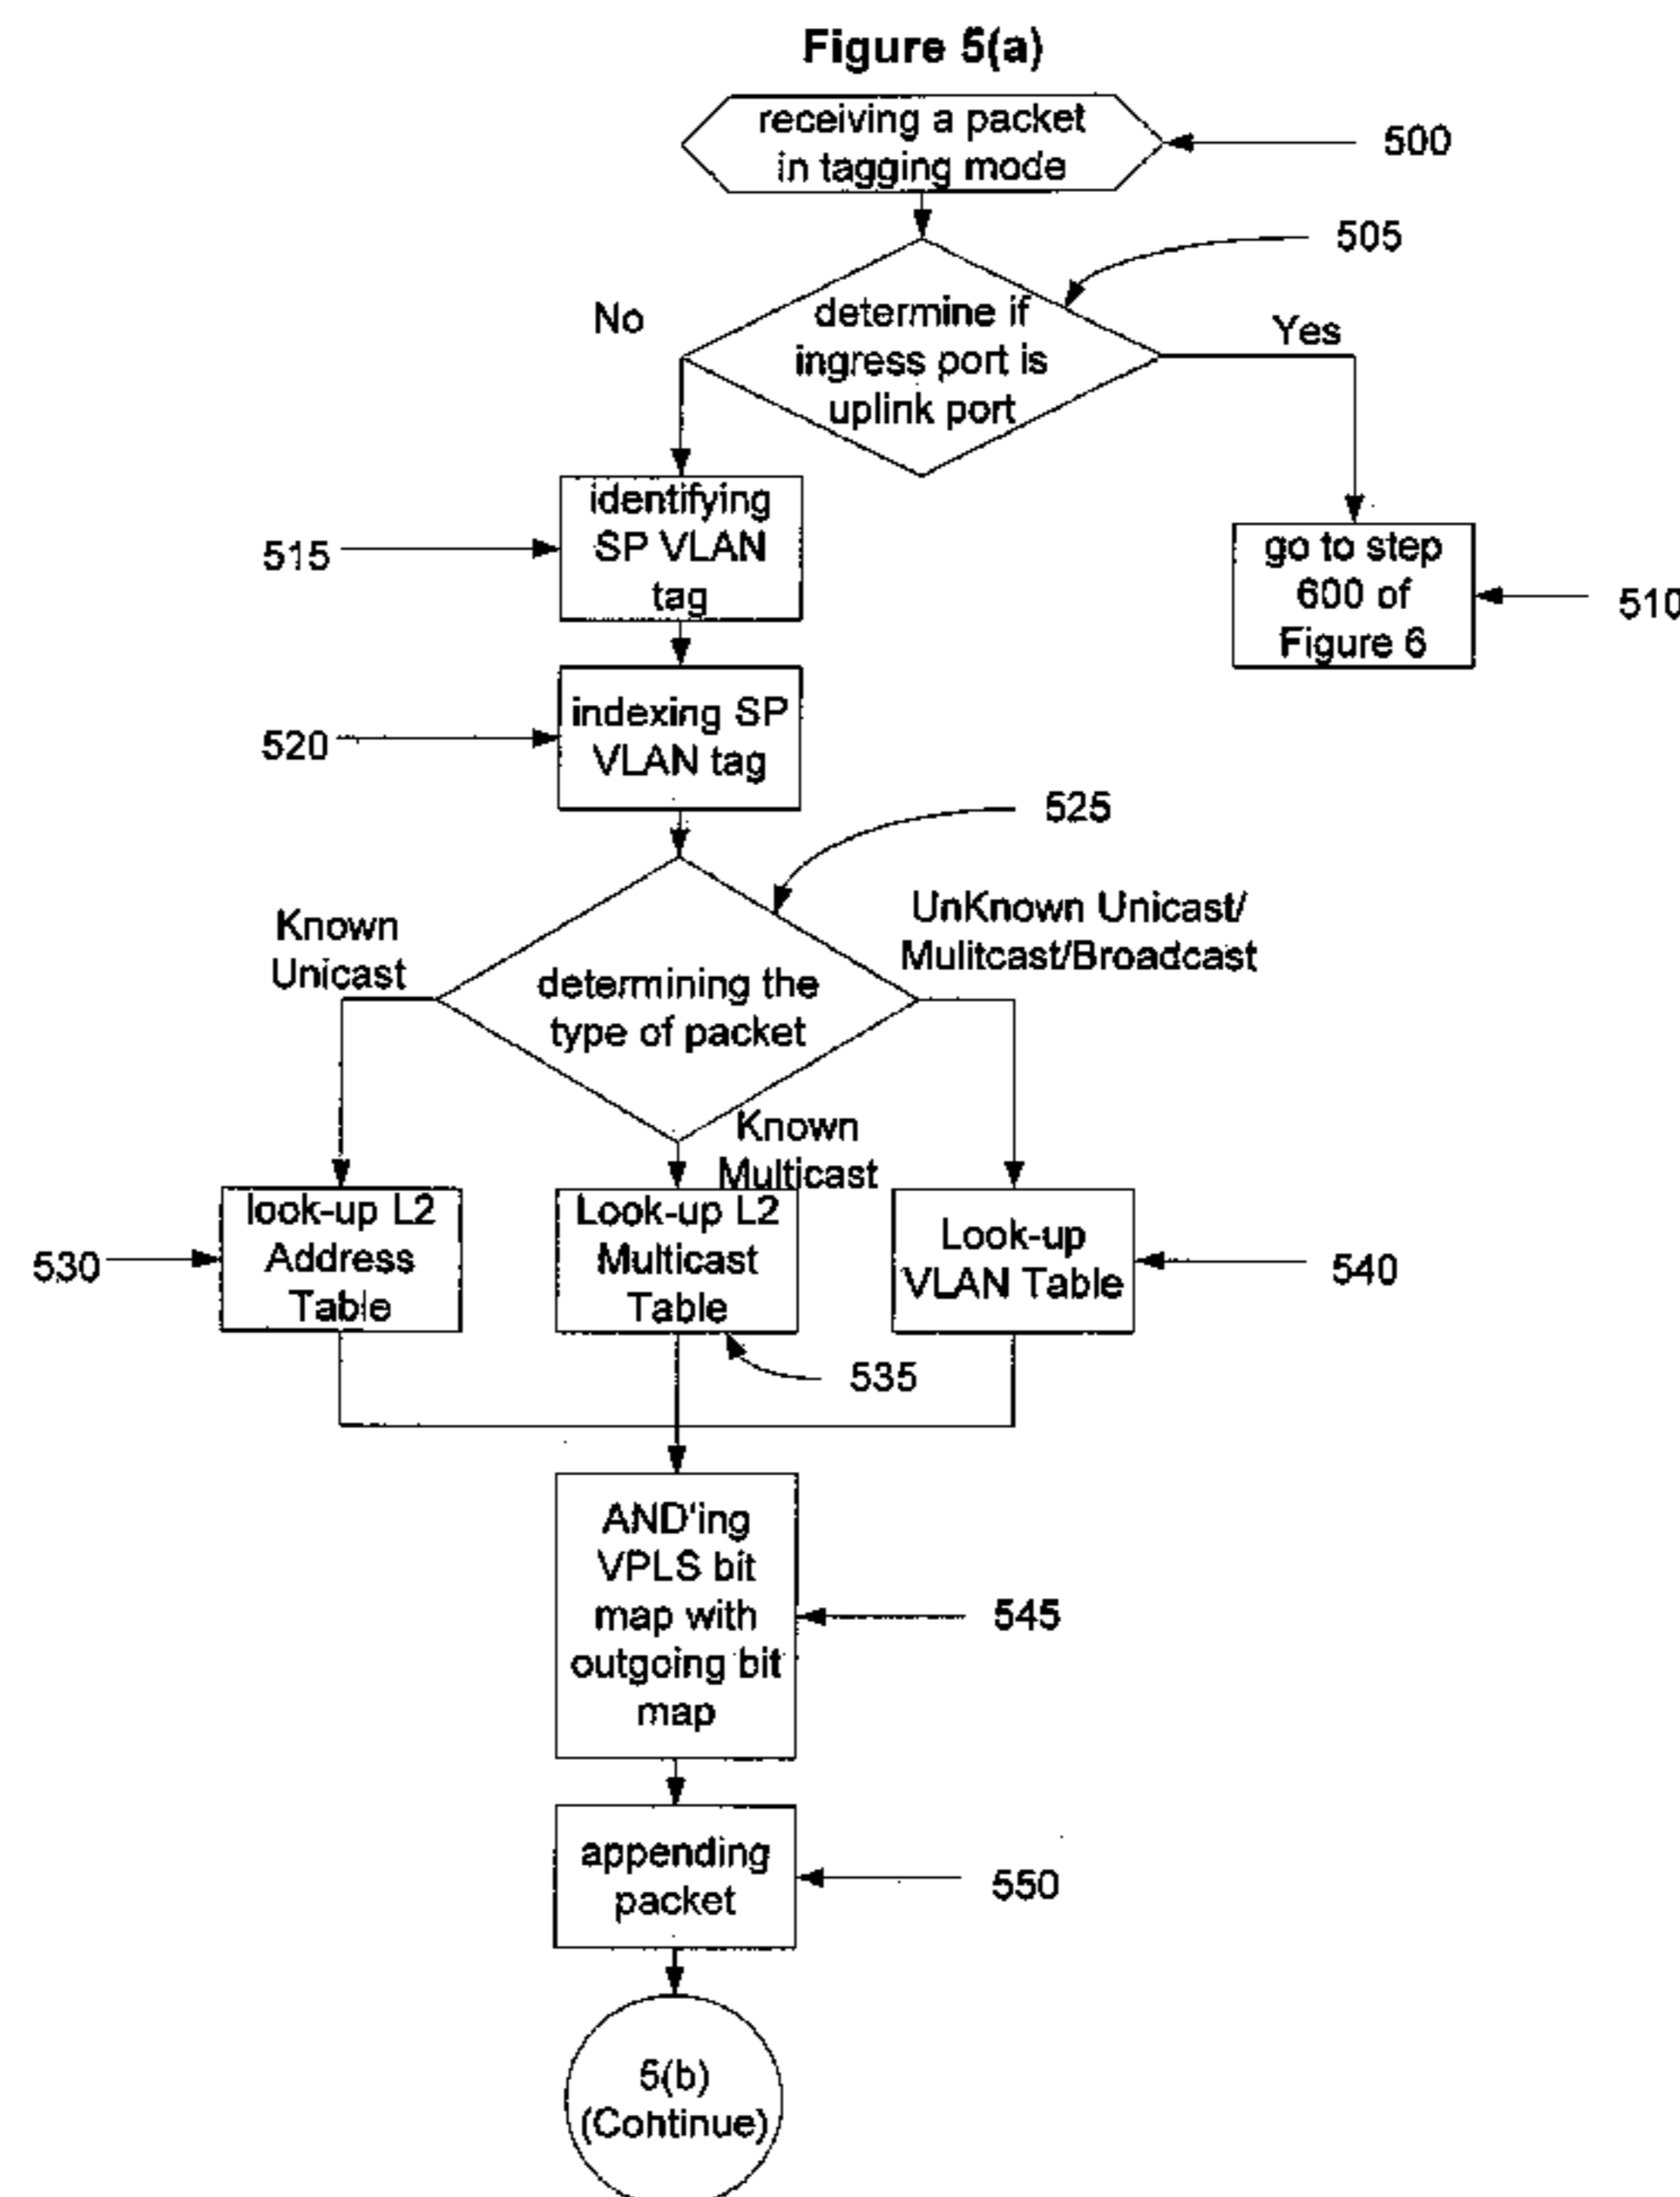 Figure 5(a)
receiving a packet
in tagging mode
500
505
No
determine if
ingress port is
uplink port
Yes
identifying
SP VLAN
tag
515
go to step
600 of
Figure 6
510
indexing SP
VLAN tag
520
525
Known
Unicast
UnKnown Unicast/
Mulitcast/Broadcast
determining the
type of packet
Known
Multicast
look-up L2
Address
Table
530
Look-up L2
Multicast
Table
535
Look-up
VLAN Table
540
AND'ing
VPLS bit
map with
outgoing bit
map
545
appending
packet
550
5(b)
(Continue)